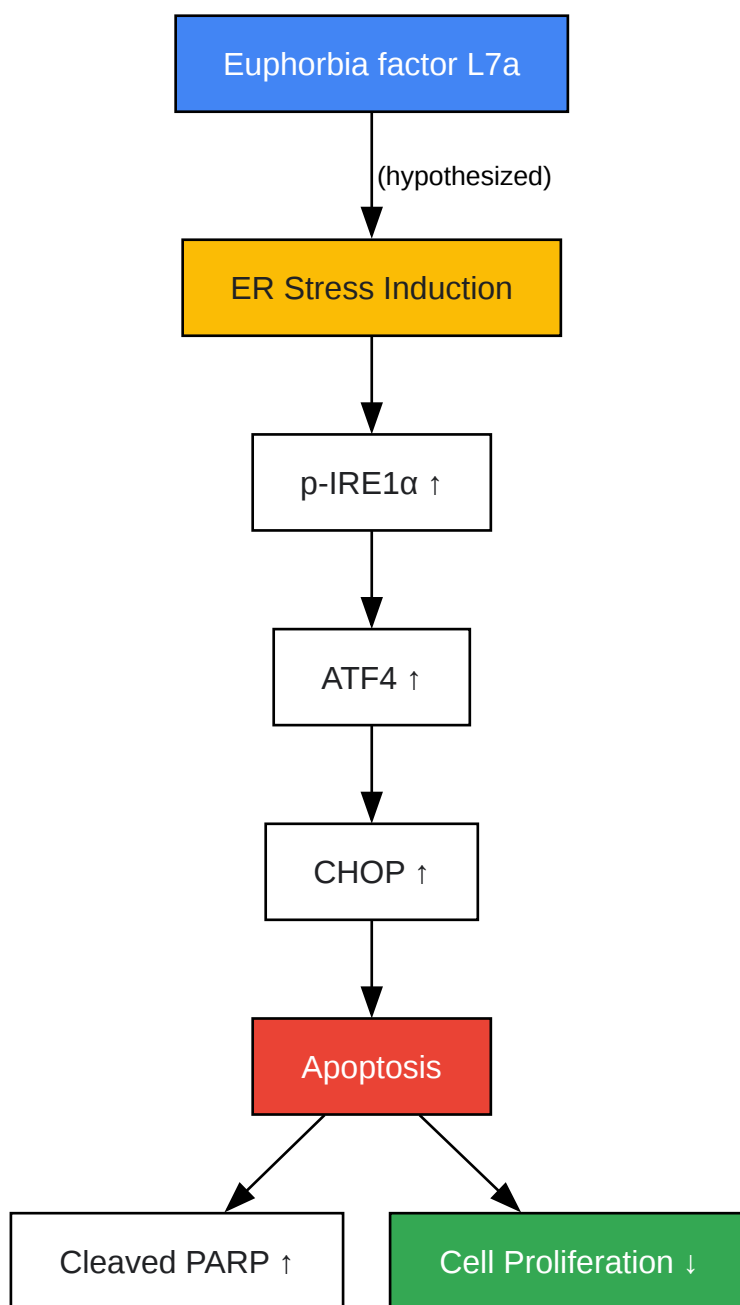 Euphorbia factor L7a
(hypothesized)
ER Stress Induction
p-IRE1α ↑
ATF4 ↑
CHOP ↑
Apoptosis
Cleaved PARP ↑
Cell Proliferation ↓